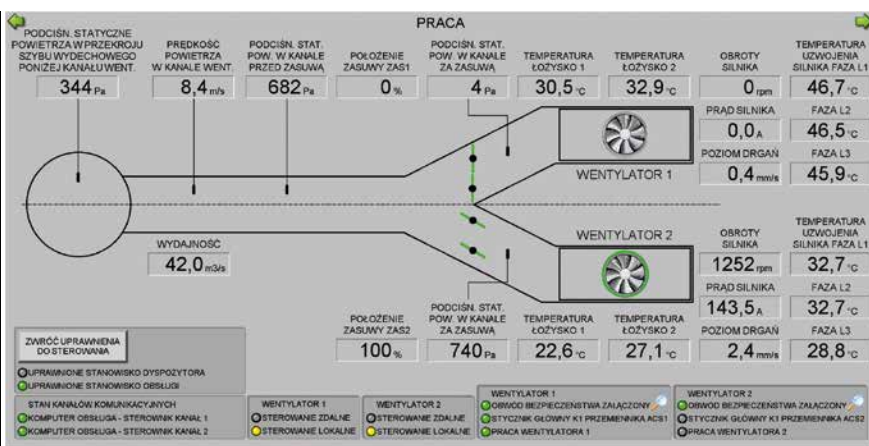 PRACA
PODCIŚN. STATYCZNE
POWIETRZA W PRZEKROJU
SZYBU WYDECHOWEGO
PONIŻEJ KANAŁU WENT.
344 Pa
PRĘDKOŚĆ
POWIETRZA
W KANALE WENT.
8,4 m/s
PODCIŚN. STAT.
POW. W KANALE
PRZED ZASUWĄ
682 Pa
POŁOŻENIE
ZASUWY ZAS1
0 %
PODCIŚN. STAT.
POW. W KANALE
ZA ZASUWĄ
4 Pa
TEMPERATURA
ŁOŻYSKO 1
30,5 °C
TEMPERATURA
ŁOŻYSKO 2
32,9 °C
OBROTY
SILNIKA
0 rpm
TEMPERATURA
UZWOJENIA
SILNIKA FAZA L1
46,7 °C
PRĄD SILNIKA
0,0 A
FAZA L2
46,5 °C
POZIOM DRGAŃ
0,4 mm/s
FAZA L3
45,9 °C
WENTYLATOR 1
WENTYLATOR 2
WYDAJNOŚĆ
42,0 m3/s
OBROTY
SILNIKA
1252 rpm
TEMPERATURA
UZWOJENIA
SILNIKA FAZA L1
32,7 °C
PRĄD SILNIKA
143,5 A
FAZA L2
32,7 °C
POŁOŻENIE
ZASUWY ZAS2
100 %
PODCIŚN. STAT.
POW. W KANALE
ZA ZASUWĄ
740 Pa
TEMPERATURA
ŁOŻYSKO 1
22,6 °C
TEMPERATURA
ŁOŻYSKO 2
27,1 °C
POZIOM DRGAŃ
2,4 mm/s
FAZA L3
28,8 °C
ZWRÓĆ UPRAWNIENIA
DO STEROWANIA
UPRAWNIONE STANOWISKO DYSPOZYTORA
UPRAWNIONE STANOWISKO OBSŁUGI
STAN KANAŁÓW KOMUNIKACYJNYCH
KOMPUTER OBSŁUGA - STEROWNIK KANAŁ 1
KOMPUTER OBSŁUGA - STEROWNIK KANAŁ 2
WENTYLATOR 1
STEROWANIE ZDALNE
STEROWANIE LOKALNE
WENTYLATOR 2
STEROWANIE ZDALNE
STEROWANIE LOKALNE
WENTYLATOR 1
OBWÓD BEZPIECZEŃSTWA ZAŁĄCZONY
STYCZNIK GŁÓWNY K1 PRZEMIENNIKA ACS1
PRACA WENTYLATORA 1
WENTYLATOR 2
OBWÓD BEZPIECZEŃSTWA ZAŁĄCZONY
STYCZNIK GŁÓWNY K1 PRZEMIENNIKA ACS2
PRACA WENTYLATORA 2